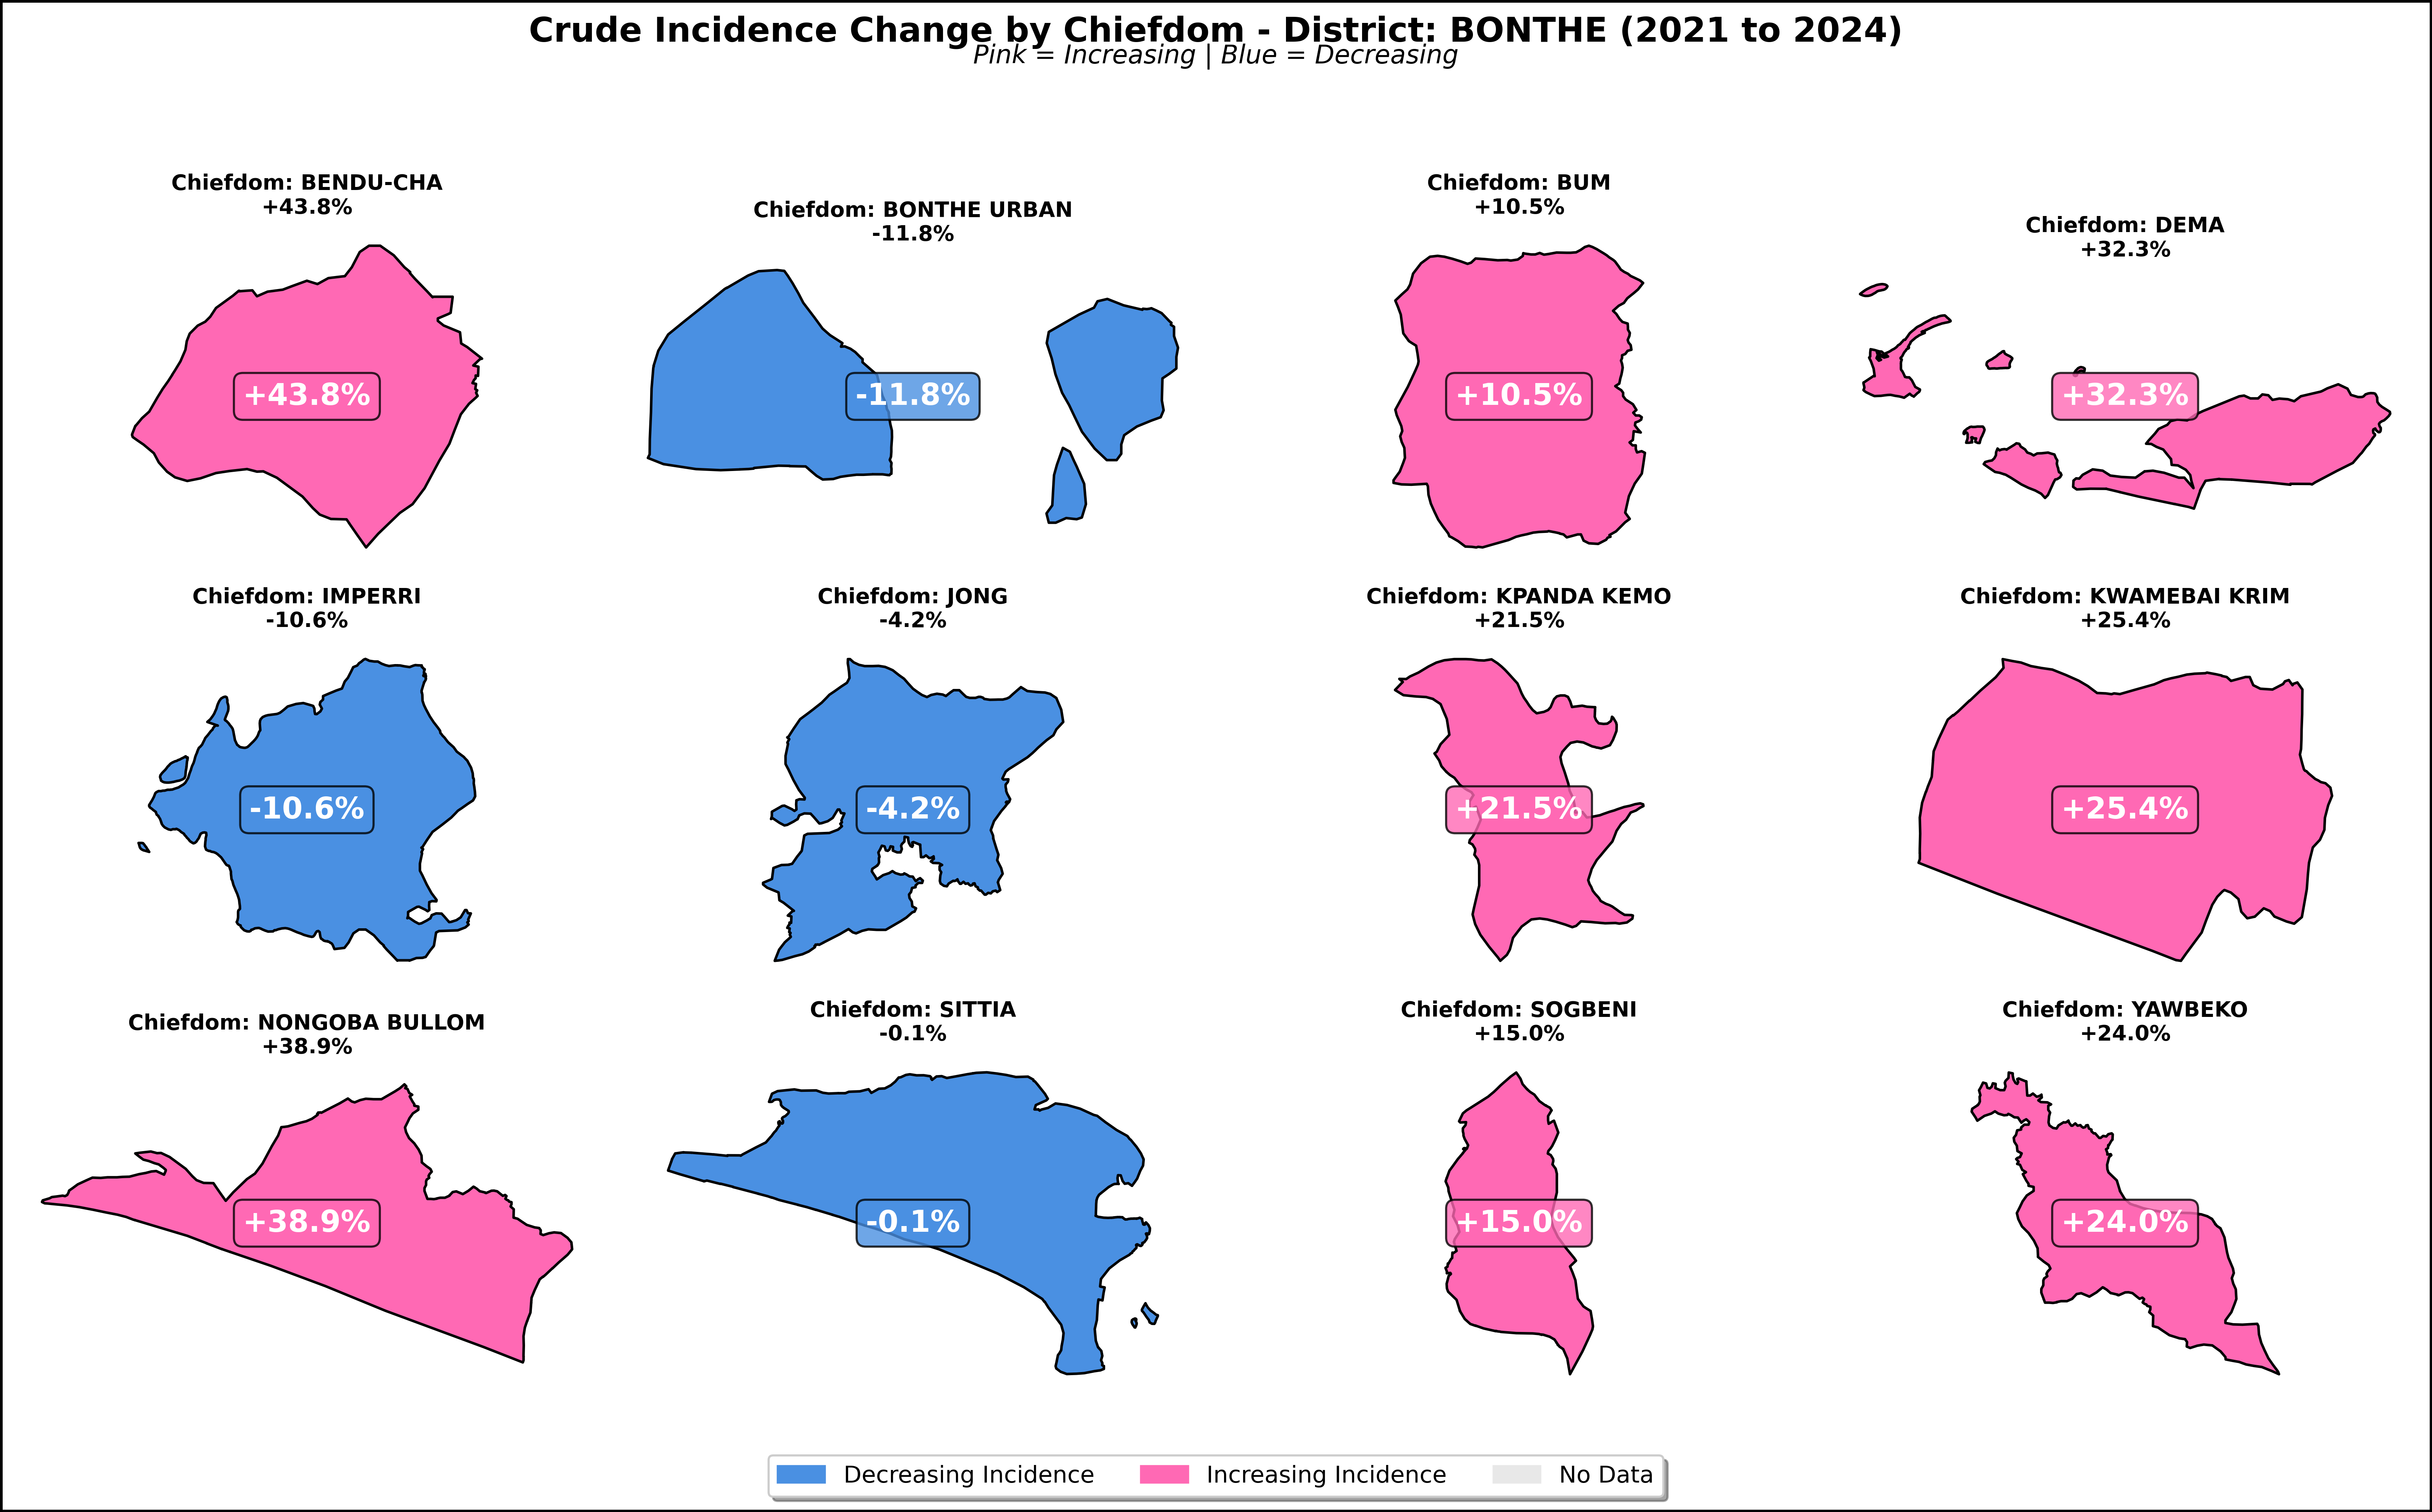 Crude Incidence Change by Chiefdom - District: BONTHE (2021 to 2024)
Pink = Increasing | Blue = Decreasing
Chiefdom: BENDU-CHA
+43.8%
+43.8%
Chiefdom: BONTHE URBAN
-11.8%
-11.8%
Chiefdom: BUM
+10.5%
+10.5%
Chiefdom: DEMA
+32.3%
+32.3%
Chiefdom: IMPERRI
-10.6%
-10.6%
Chiefdom: JONG
-4.2%
-4.2%
Chiefdom: KPANDA KEMO
+21.5%
+21.5%
Chiefdom: KWAMEBAI KRIM
+25.4%
+25.4%
Chiefdom: NONGOBA BULLOM
+38.9%
+38.9%
Chiefdom: SITTIA
-0.1%
-0.1%
Chiefdom: SOGBENI
+15.0%
+15.0%
Chiefdom: YAWBEKO
+24.0%
+24.0%
Decreasing Incidence
Increasing Incidence
No Data